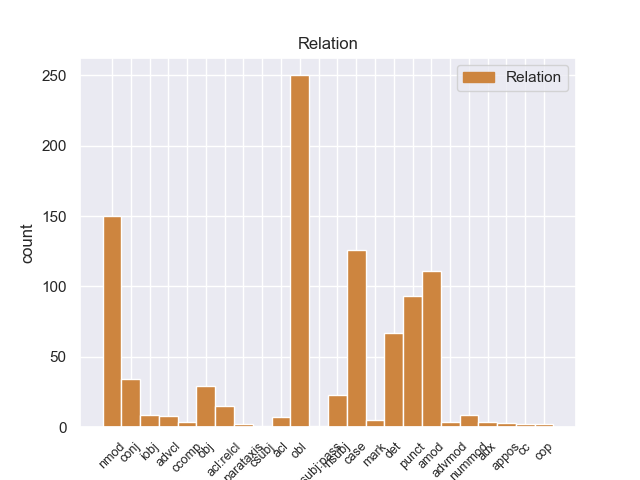 Relation
Relation
count
250
200
150
100
50
0
nmod
conj
iobj
advcl
ccomp
obj
acl:relcl
parataxis
csubj
acl
obl
nsubj
case
mark
det
punct
amod
advmod
nummod
aux
appos
cc
cop